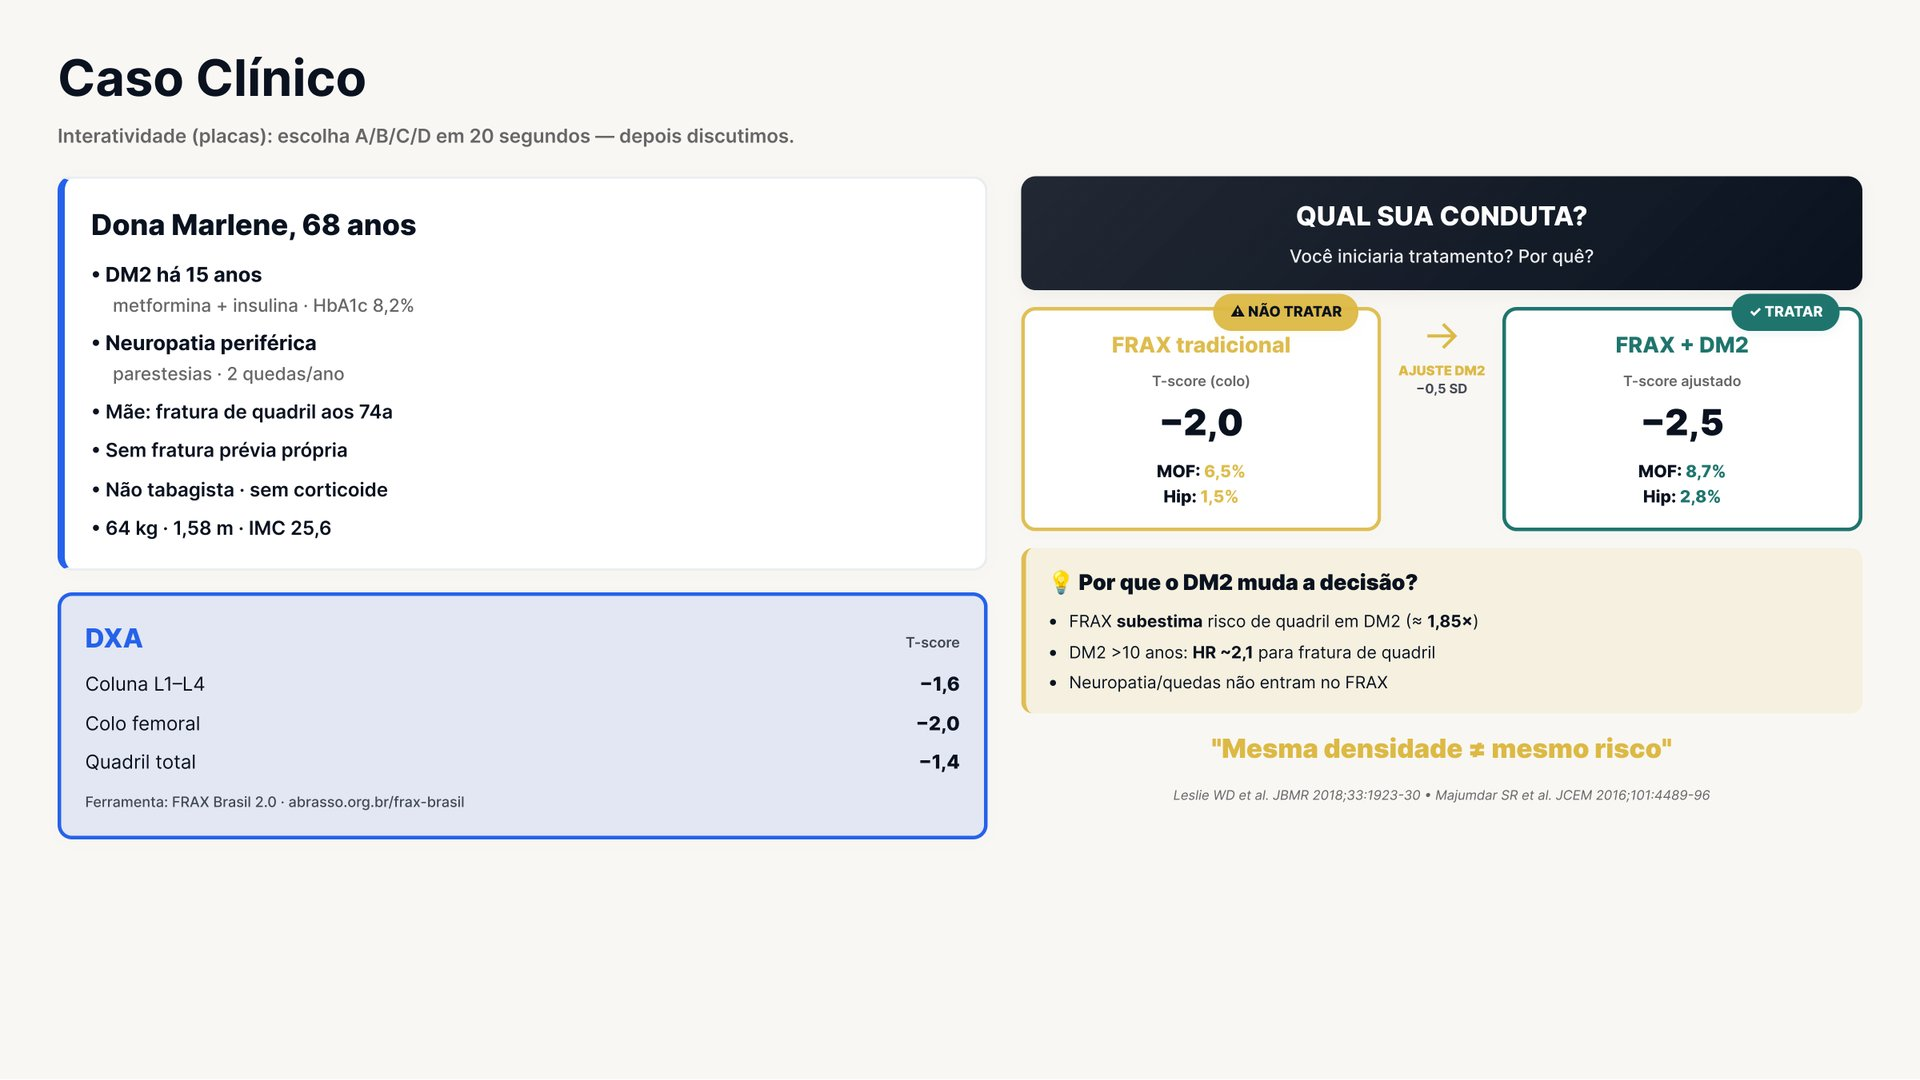 Caso Clínico
Interatividade (placas): escolha A/B/C/D em 20 segundos — depois discutimos.
Dona Marlene, 68 anos
• DM2 há 15 anos
metformina + insulina · HbA1c 8,2%
• Neuropatia periférica
parestesias · 2 quedas/ano
• Mãe: fratura de quadril aos 74a
• Sem fratura prévia própria
• Não tabagista · sem corticoide
• 64 kg · 1,58 m · IMC 25,6
DXA
T-score
Coluna L1–L4 −1,6
Colo femoral −2,0
Quadril total −1,4
Ferramenta: FRAX Brasil 2.0 · abrasso.org.br/frax-brasil
QUAL SUA CONDUTA?
Você iniciaria tratamento? Por quê?
⚠ NÃO TRATAR
FRAX tradicional
T-score (colo)
−2,0
MOF: 6,5%
Hip: 1,5%
→
AJUSTE DM2
−0,5 SD
✓ TRATAR
FRAX + DM2
T-score ajustado
−2,5
MOF: 8,7%
Hip: 2,8%
💡 Por que o DM2 muda a decisão?
• FRAX subestima risco de quadril em DM2 (≈ 1,85×)
• DM2 >10 anos: HR ~2,1 para fratura de quadril
• Neuropatia/quedas não entram no FRAX
"Mesma densidade ≠ mesmo risco"
Leslie WD et al. JBMR 2018;33:1923-30 • Majumdar SR et al. JCEM 2016;101:4489-96